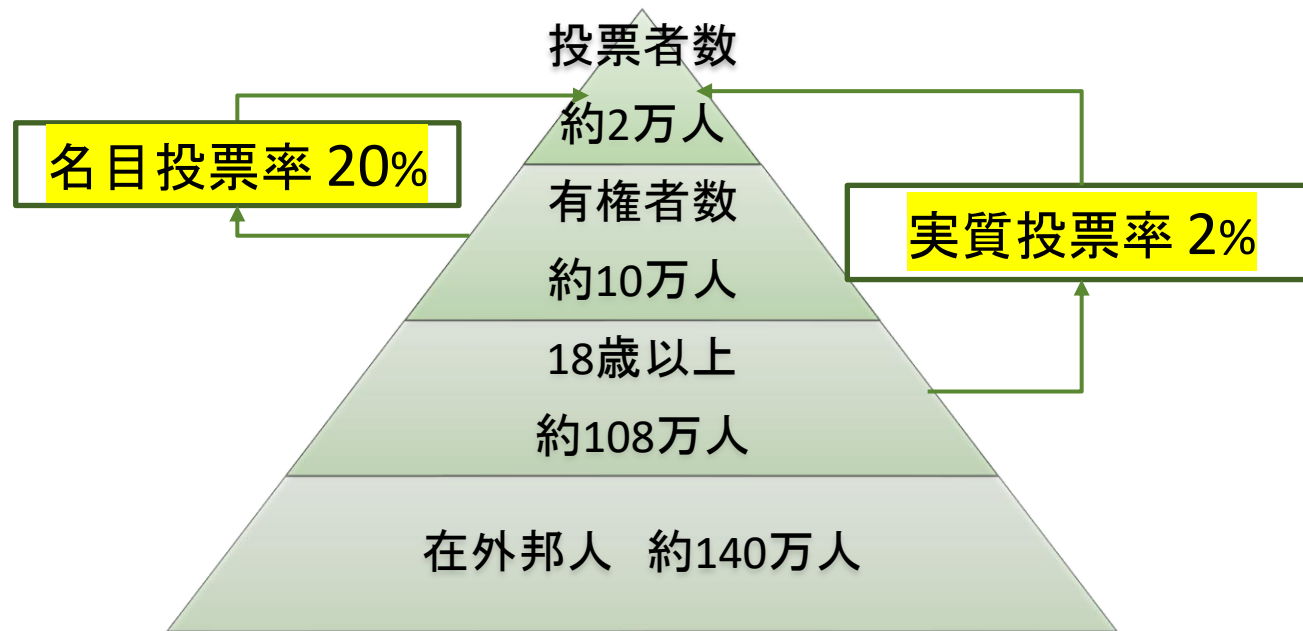 投票者数
約2万人
名目投票率 20%
有権者数
約10万人
実質投票率 2%
18歳以上
約108万人
在外邦人 約140万人